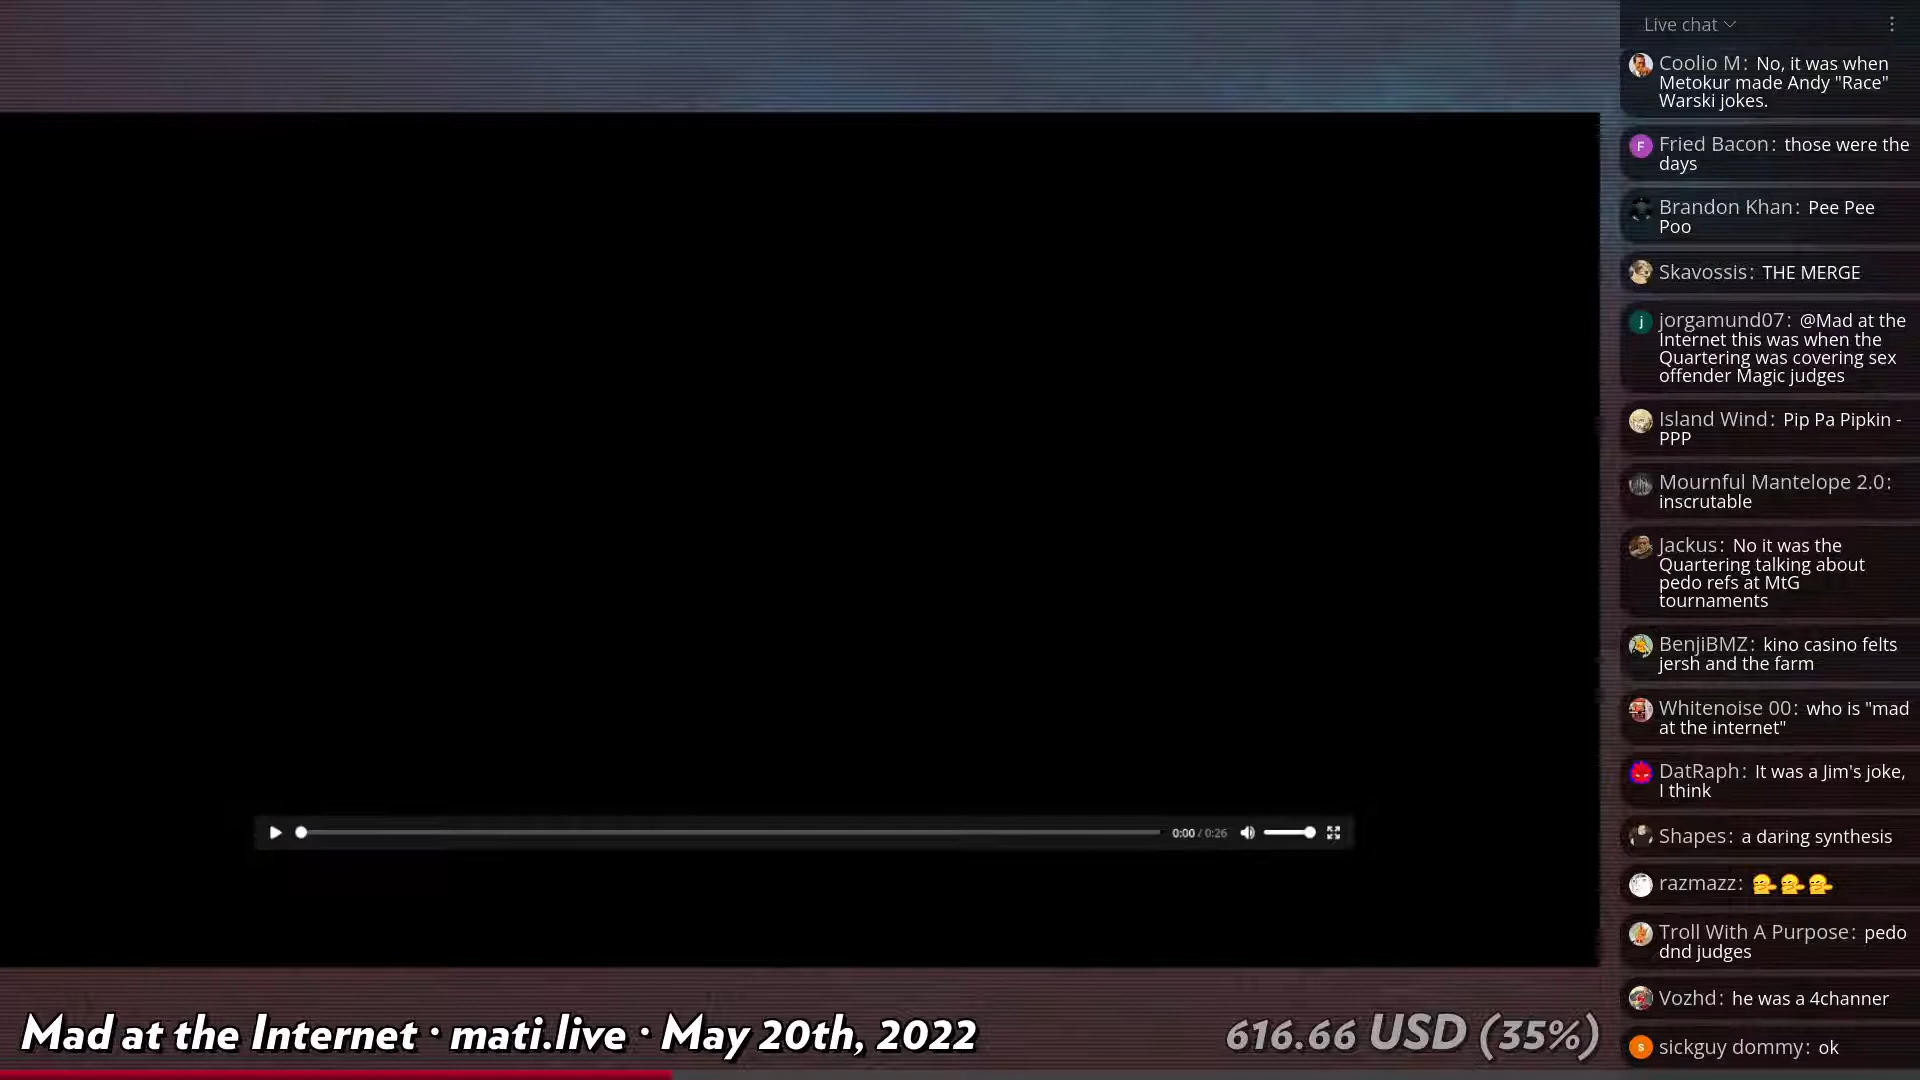 Live chat
Coolio M: No, it was when
Metokur made Andy "Race"
Warski jokes.
Fried Bacon: those were the
days
Brandon Khan: Pee Pee
Poo
Skavossis: THE MERGE
jorgamund07: @Mad at the
Internet this was when the
Quartering was covering sex
offender Magic judges
Island Wind: Pip Pa Pipkin -
PPP
Mournful Mantelope 2.0:
inscrutable
Jackus: No it was the
Quartering talking about
pedo refs at MtG
tournaments
BenjiBMZ: kino casino felts
jersh and the farm
Whitenoise 00: who is "mad
at the internet"
DatRaph: It was a Jim's joke,
I think
Shapes: a daring synthesis
razmazz:
Troll With A Purpose: pedo
dnd judges
Vozhd: he was a 4channer
sickguy dommy: ok
0:00 / 0:26
Mad at the Internet · mati.live · May 20th, 2022
616.66 USD (35%)